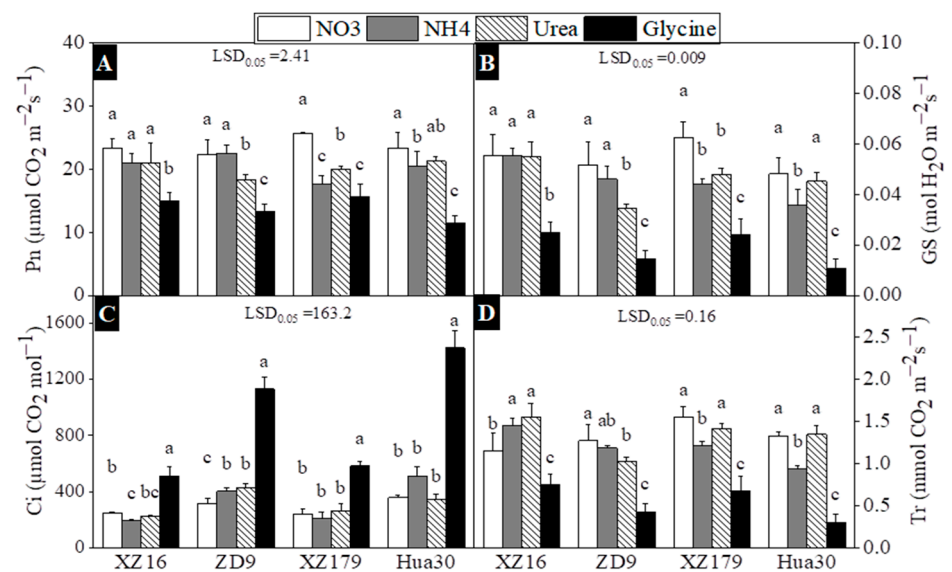 NO3 NH4 Urea Glycine
A
LSD0.05 =2.41
Pn (μmol CO2 m−2s−1)
40
30
20
10
0
a a a b
a a b c
a c b c
a b ab c
B
LSD0.05 =0.009
GS (mol H2O m−2s−1)
0.10
0.08
0.06
0.04
0.02
0.00
a a a b
a a b c
a b b c
a b a c
C
LSD0.05 =163.2
Ci (μmol CO2 mol−1)
1600
1200
800
400
0
b c bc a
c b b a
b b b a
b b b a
XZ16 ZD9 XZ179 Hua30
D
LSD0.05 =0.16
Tr (mmol CO2 m−2s−1)
2.5
2.0
1.5
1.0
0.5
0.0
b a a c
a ab b c
a b a c
a b a c
XZ16 ZD9 XZ179 Hua30